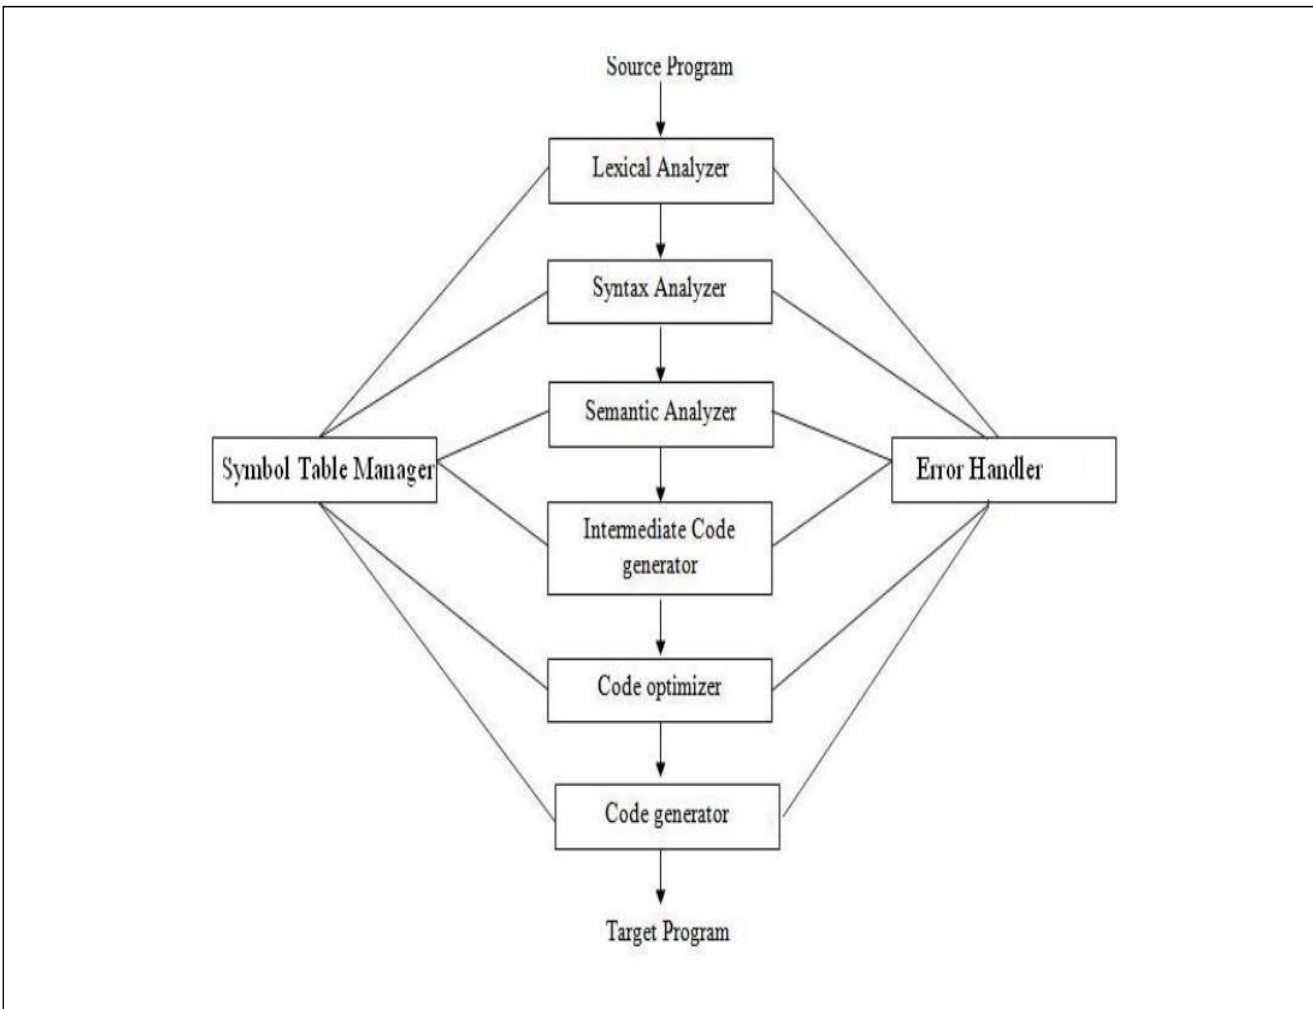 Source Program
Lexical Analyzer
Syntax Analyzer
Semantic Analyzer
Symbol Table Manager
Error Handler
Intermediate Code
generator
Code optimizer
Code generator
Target Program